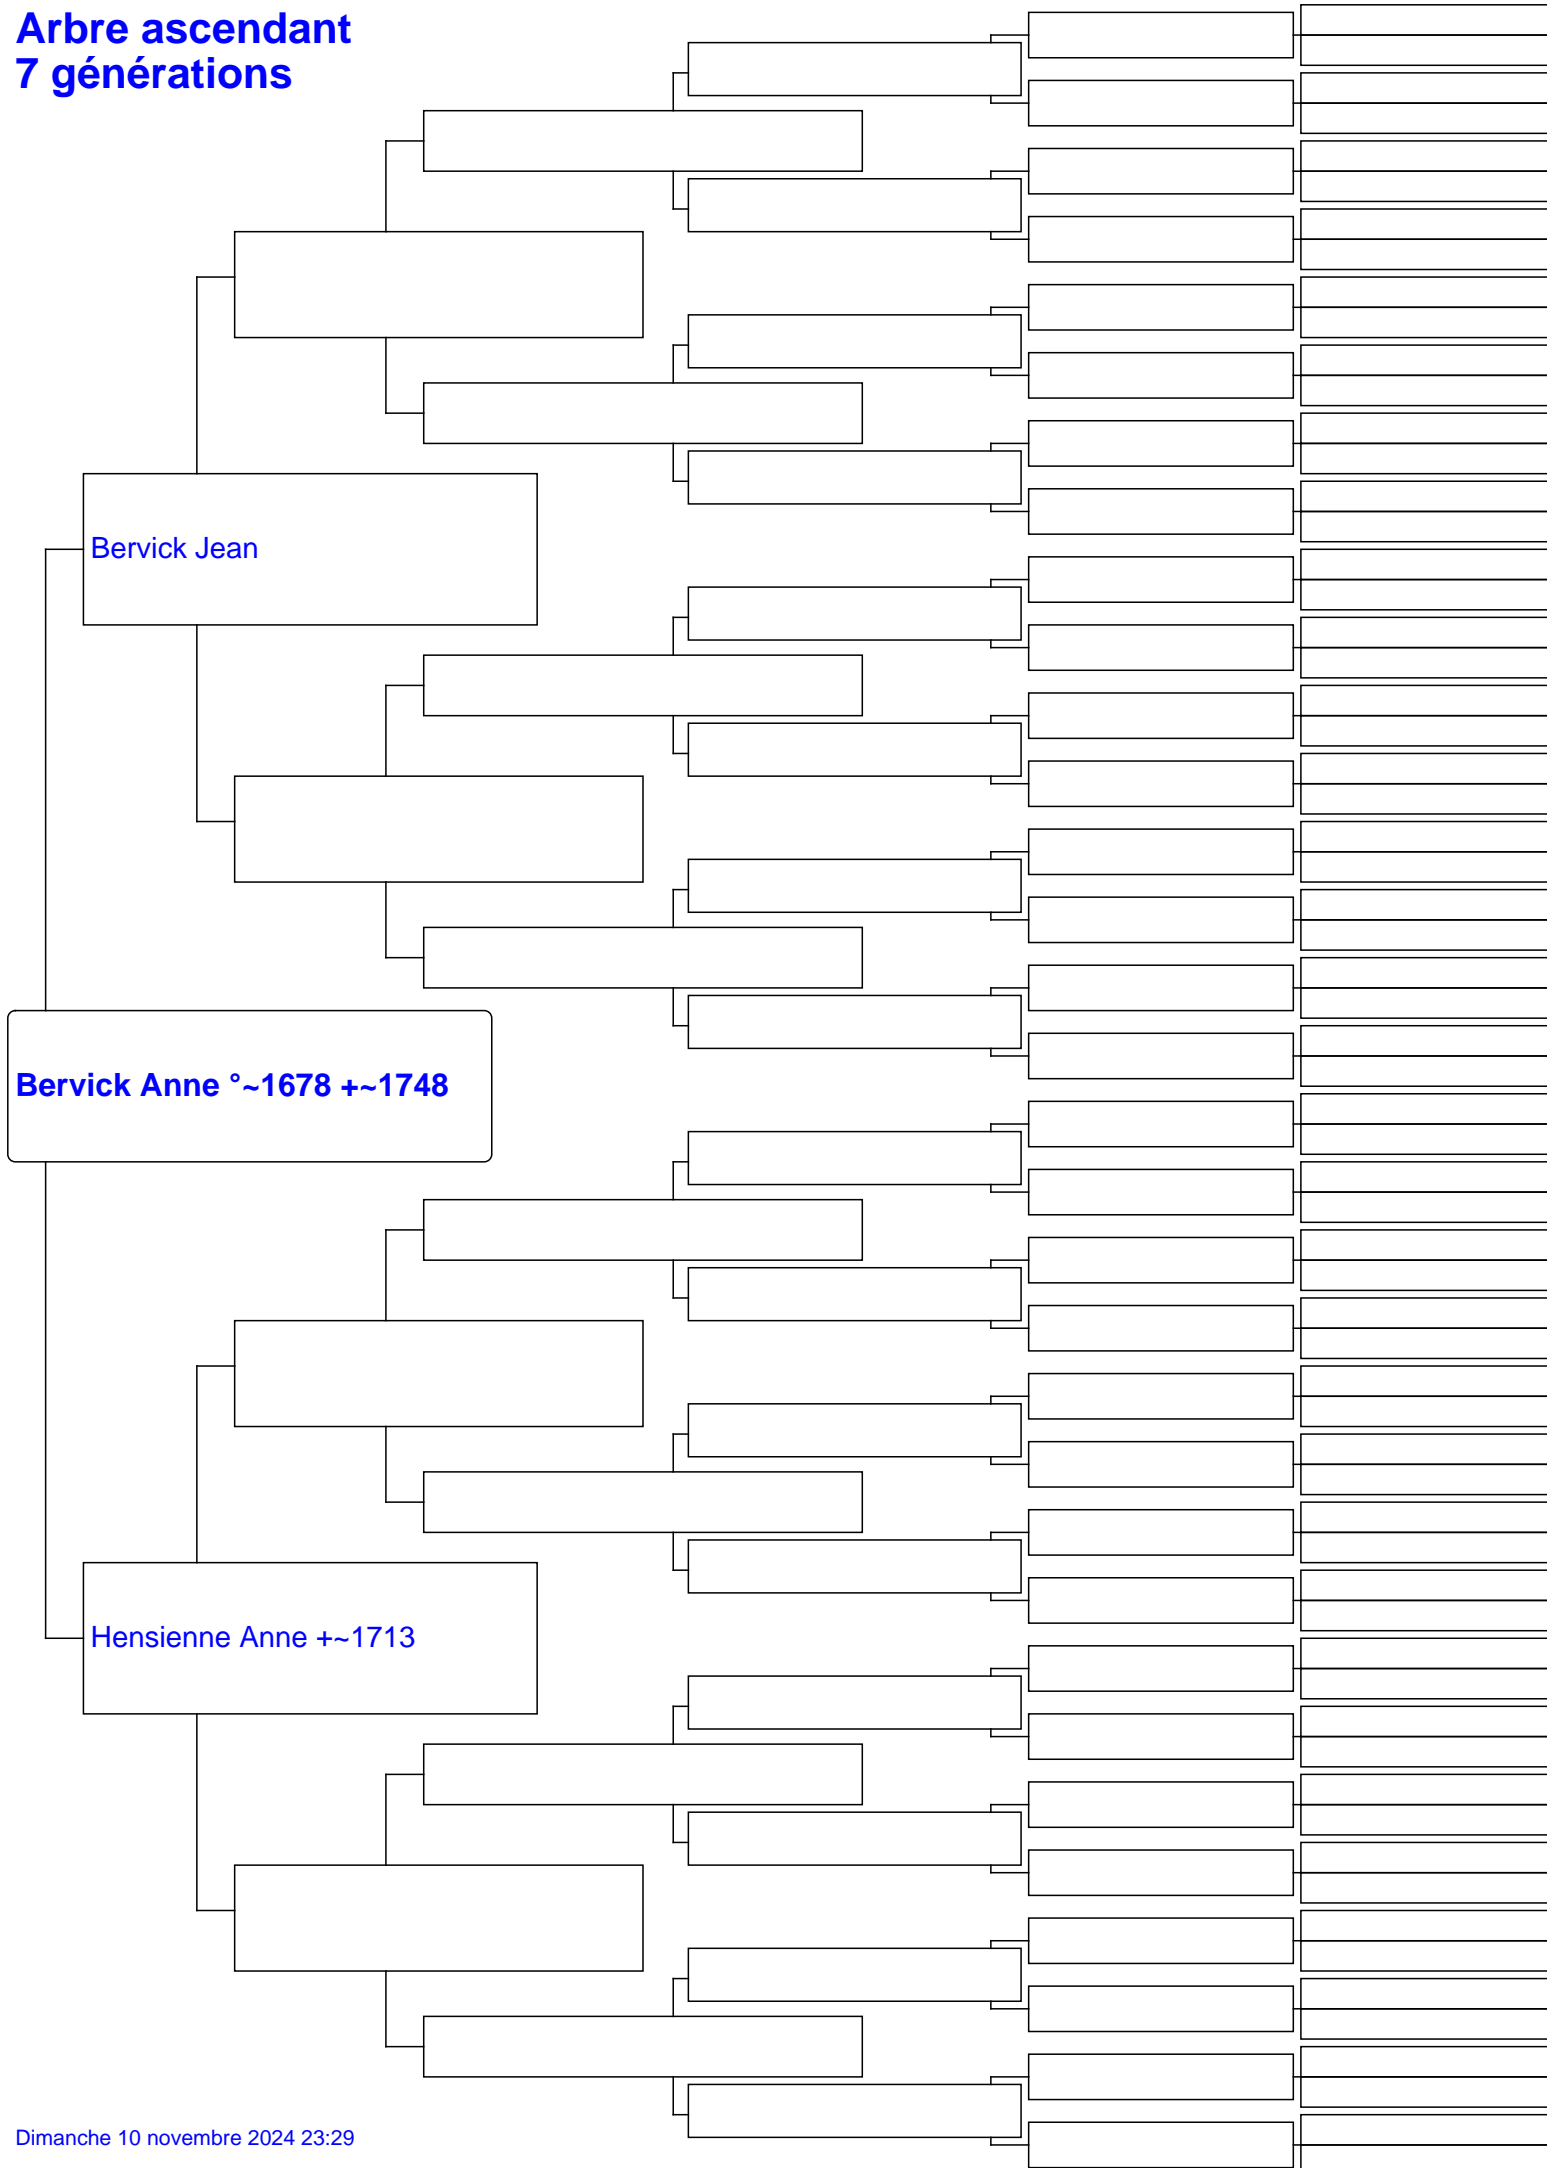 Arbre ascendant
7 générations
Bervick Jean
Bervick Anne °~1678 +~1748
Hensienne Anne +~1713
Dimanche 10 novembre 2024 23:29